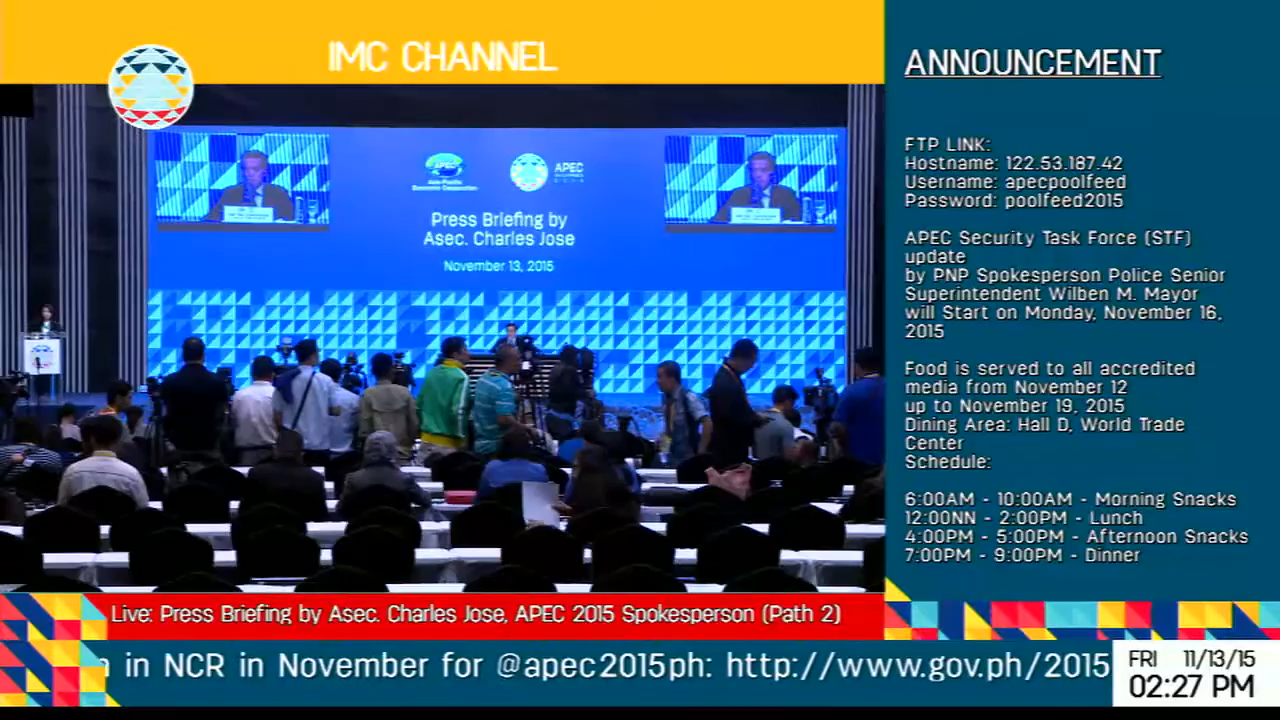 IMC CHANNEL
APEC
Asia-Pacific
Economic Cooperation
APEC
Press Briefing by
Asec. Charles Jose
November 13, 2015
Live: Press Briefing by Asec. Charles Jose, APEC 2015 Spokesperson (Path 2)
in NCR in November for @apec2015ph: http://www.gov.ph/2015
ANNOUNCEMENT
FTP LINK:
Hostname: 122.53.187.42
Username: apecpoolfeed
Password: poolfeed2015
APEC Security Task Force (STF)
update
by PNP Spokesperson Police Senior
Superintendent Wilben M. Mayor
will Start on Monday, November 16,
2015
Food is served to all accredited
media from November 12
up to November 19, 2015
Dining Area: Hall D, World Trade
Center
Schedule:
6:00AM - 10:00AM - Morning Snacks
12:00NN - 2:00PM - Lunch
4:00PM - 5:00PM - Afternoon Snacks
7:00PM - 9:00PM - Dinner
FRI 11/13/15
02:27 PM